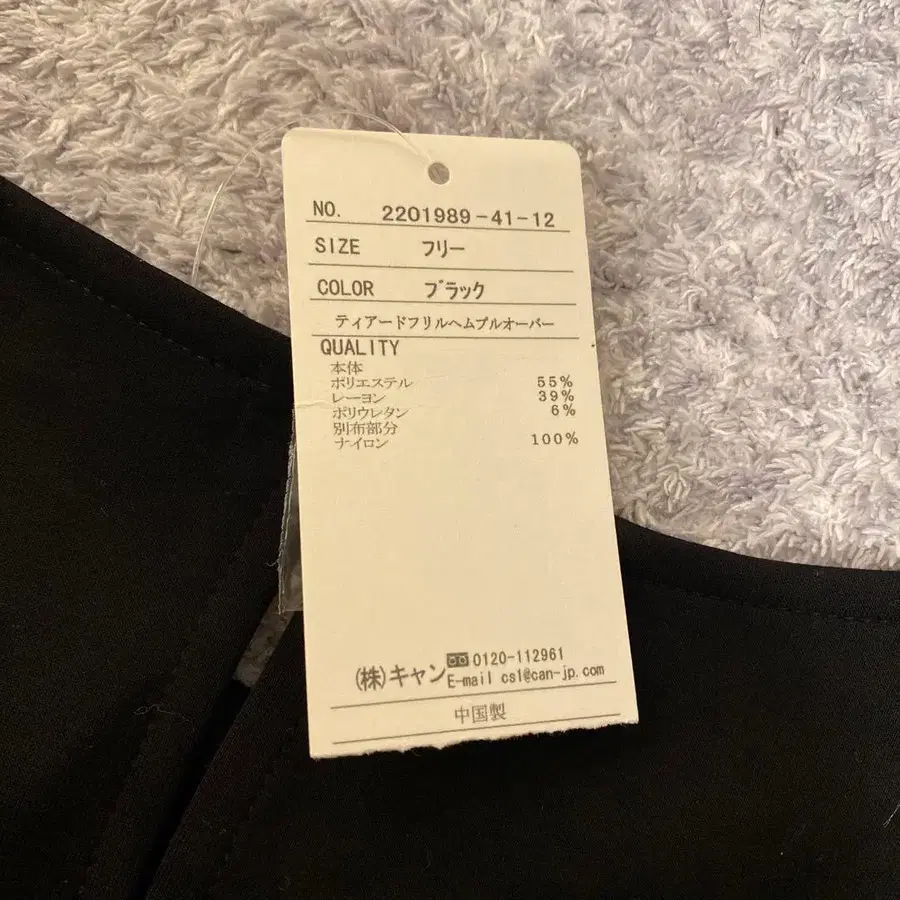 NO. 2201989-41-12
SIZE フリー
COLOR ブラック
ティアードフリルヘムプルオーバー
QUALITY
本体
ポリエステル 55%
レーヨン 39%
ポリウレタン 6%
別布部分
ナイロン 100%
(株)キャン 0120-112961
E-mail cs1@can-jp.com
中国製